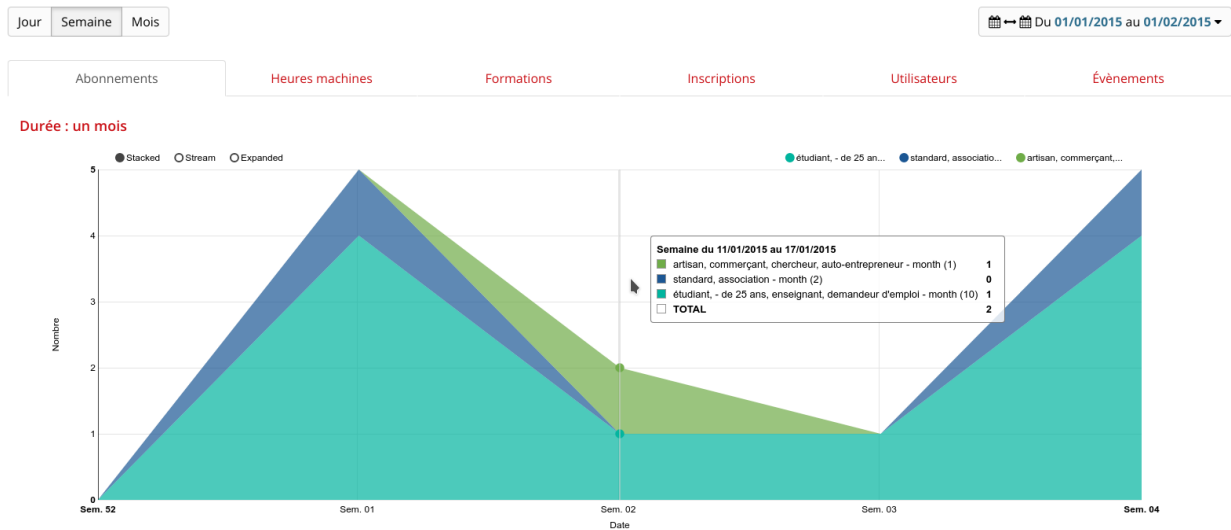 Jour Semaine Mois
Du 01/01/2015 au 01/02/2015
Abonnements Heures machines Formations Inscriptions Utilisateurs Évènements
Durée : un mois
Stacked Stream Expanded étudiant, - de 25 an... standard, associatio... artisan, commerçant,...
5
4
Semaine du 11/01/2015 au 17/01/2015
artisan, commerçant, chercheur, auto-entrepreneur - month (1) 1
standard, association - month (2) 0
étudiant, - de 25 ans, enseignant, demandeur d'emploi - month (10) 1
TOTAL 2
3
Nombre
2
1
0
Sem. 52 Sem. 01 Sem. 02 Sem. 03 Sem. 04
Date